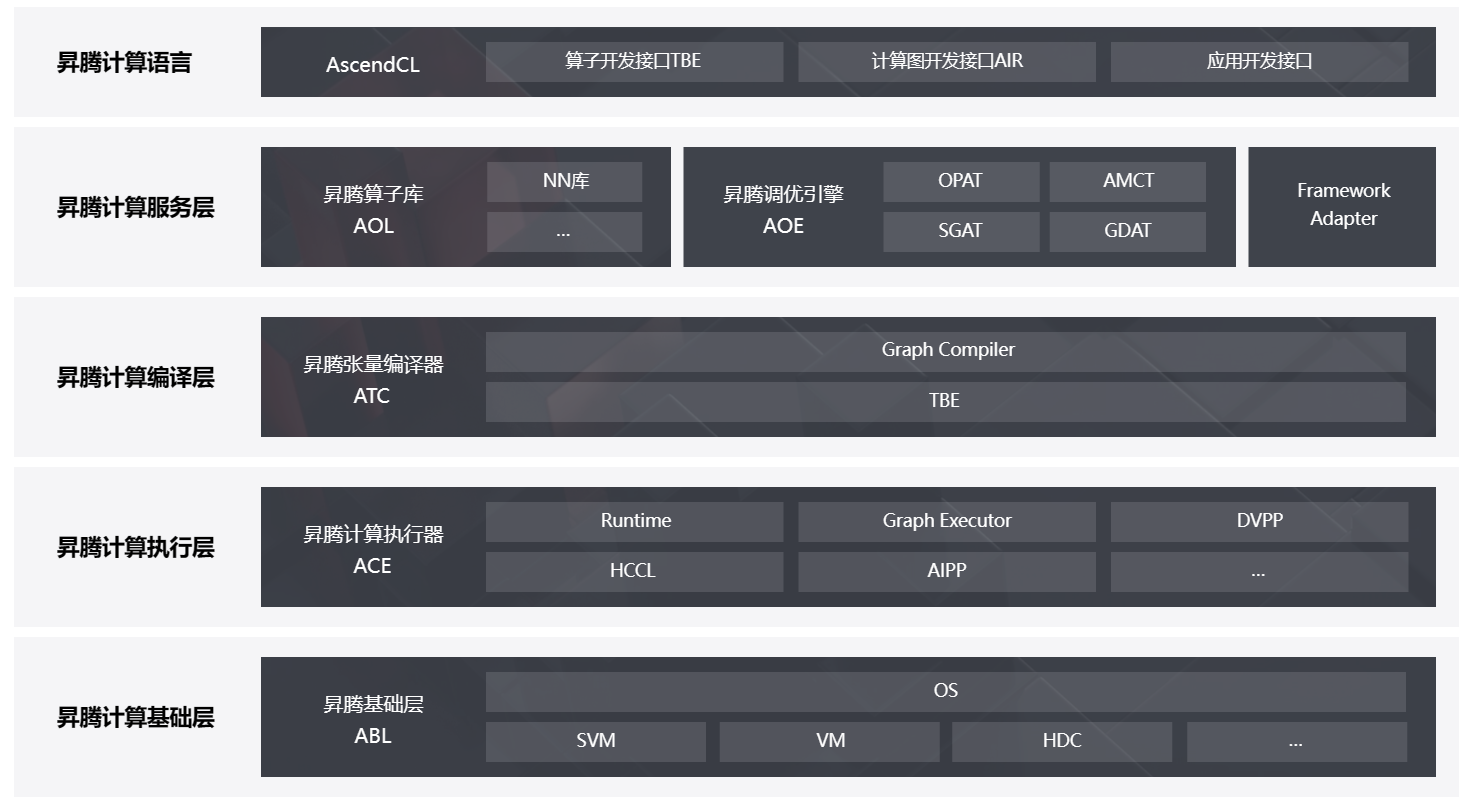 昇腾计算语言
AscendCL
算子开发接口TBE
计算图开发接口AIR
应用开发接口
昇腾计算服务层
昇腾算子库
AOL
NN库
...
昇腾调优引擎
AOE
OPAT
AMCT
SGAT
GDAT
Framework
Adapter
昇腾计算编译层
昇腾张量编译器
ATC
Graph Compiler
TBE
昇腾计算执行层
昇腾计算执行器
ACE
Runtime
Graph Executor
DVPP
HCCL
AIPP
...
昇腾计算基础层
昇腾基础层
ABL
OS
SVM
VM
HDC
...